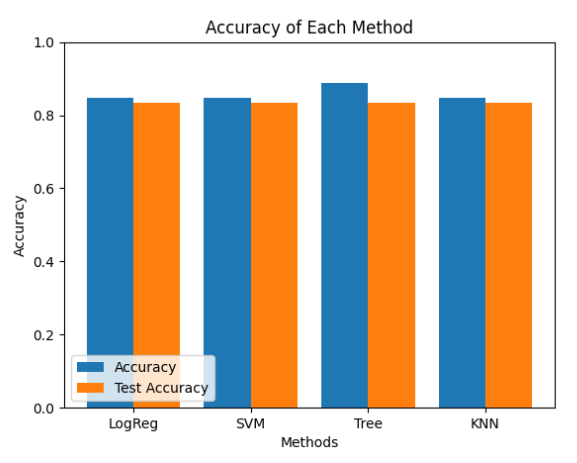 Accuracy of Each Method
1.0
0.8
0.6
0.4
0.2
0.0
Accuracy
Accuracy
Test Accuracy
LogReg SVM Tree KNN
Methods